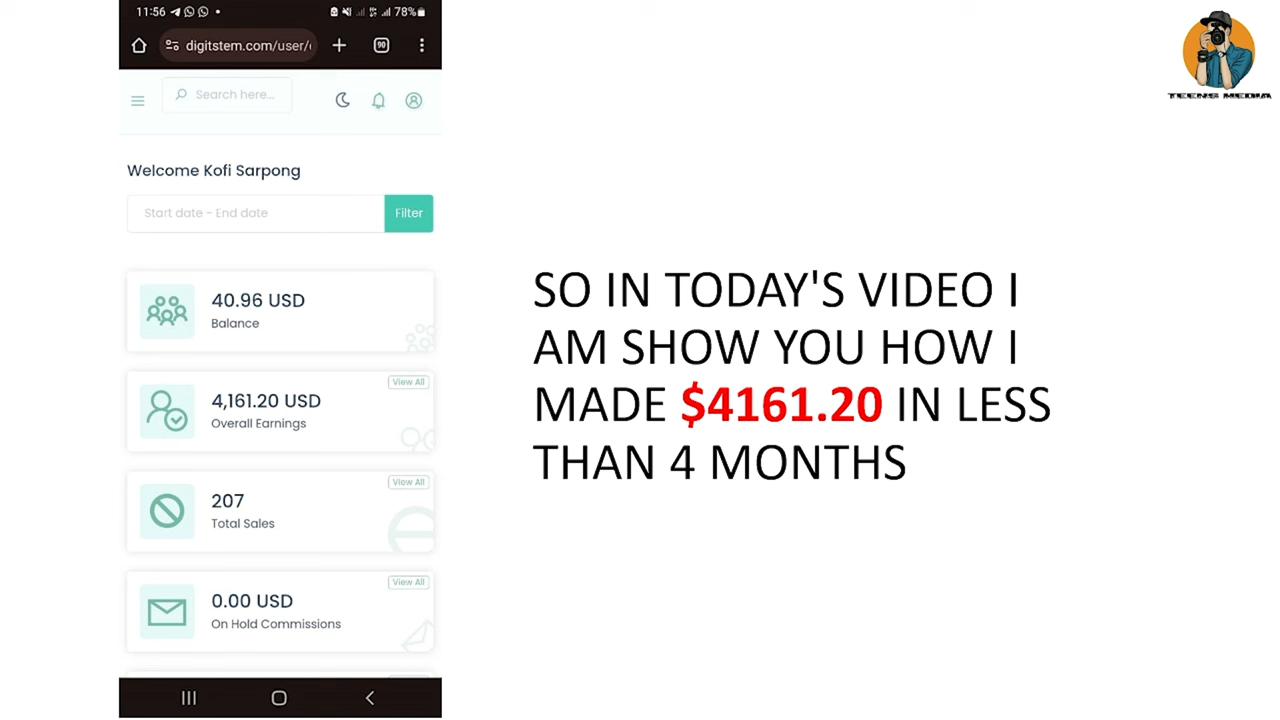 11:56
78%
digitstem.com/user/
90
Search here...
Welcome Kofi Sarpong
Start date - End date
Filter
40.96 USD
Balance
View All
4,161.20 USD
Overall Earnings
View All
207
Total Sales
View All
0.00 USD
On Hold Commissions
SO IN TODAY'S VIDEO I
AM SHOW YOU HOW I
MADE $4161.20 IN LESS
THAN 4 MONTHS
TEENS MEDIA